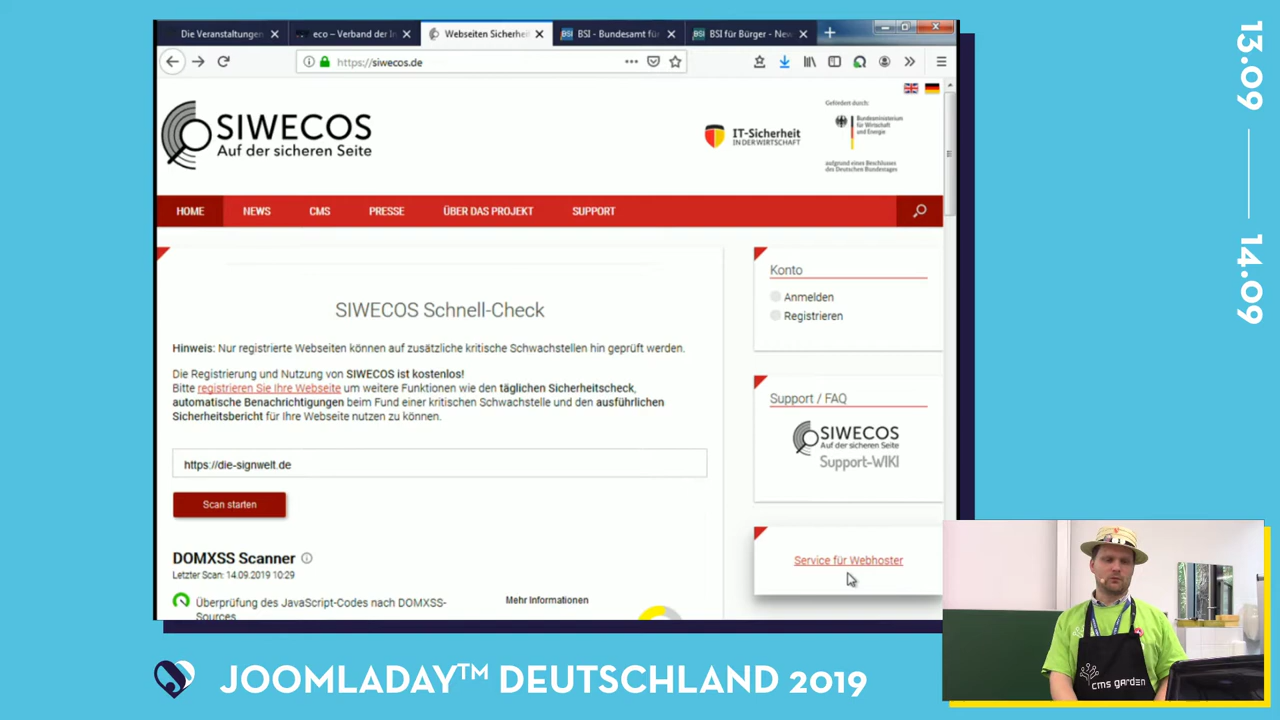 Die Veranstaltungen
eco – Verband der In
Webseiten Sicherheit
BSI - Bundesamt für
BSI für Bürger - New
https://siwecos.de
SIWECOS
Auf der sicheren Seite
IT-Sicherheit
IN DER WIRTSCHAFT
Gefördert durch:
Bundesministerium
für Wirtschaft
und Energie
aufgrund eines Beschlusses
des Deutschen Bundestages
HOME
NEWS
CMS
PRESSE
ÜBER DAS PROJEKT
SUPPORT
SIWECOS Schnell-Check
Hinweis: Nur registrierte Webseiten können auf zusätzliche kritische Schwachstellen hin geprüft werden.
Die Registrierung und Nutzung von SIWECOS ist kostenlos!
Bitte registrieren Sie Ihre Webseite um weitere Funktionen wie den täglichen Sicherheitscheck,
automatische Benachrichtigungen beim Fund einer kritischen Schwachstelle und den ausführlichen
Sicherheitsbericht für Ihre Webseite nutzen zu können.
https://die-signwelt.de
Scan starten
DOMXSS Scanner
Letzter Scan: 14.09.2019 10:29
Überprüfung des JavaScript-Codes nach DOMXSS-
Sources
Mehr Informationen
Konto
Anmelden
Registrieren
Support / FAQ
SIWECOS
Auf der sicheren Seite
Support-WIKI
Service für Webhoster
13.09
14.09
cms garden
JOOMLADAY™ DEUTSCHLAND 2019